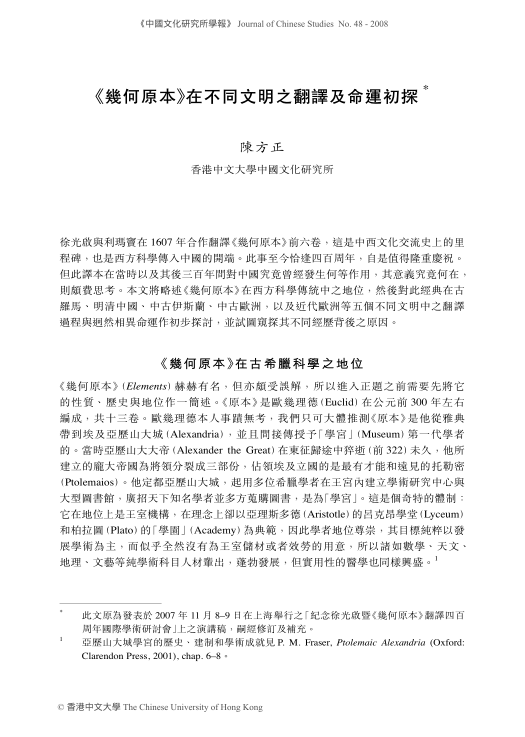 《中國文化研究所學報》 Journal of Chinese Studies No. 48 - 2008
《幾何原本》在不同文明之翻譯及命運初探*
陳方正
香港中文大學中國文化研究所
徐光啟與利瑪竇在 1607 年合作翻譯《幾何原本》前六卷，這是中西文化交流史上的里
程碑，也是西方科學傳入中國的開端。此事至今恰逢四百周年，自是值得隆重慶祝。
但此譯本在當時以及其後三百年間對中國究竟曾經發生何等作用，其意義究竟何在，
則頗費思考。本文將略述《幾何原本》在西方科學傳統中之地位，然後對此經典在古
羅馬、明清中國、中古伊斯蘭、中古歐洲，以及近代歐洲等五個不同文明中之翻譯
過程與迥然相異命運作初步探討，並試圖窺探其不同經歷背後之原因。
《幾何原本》在古希臘科學之地位
《幾何原本》(Elements) 赫赫有名，但亦頗受誤解，所以進入正題之前需要先將它
的性質、歷史與地位作一簡述。《原本》是歐幾理德 (Euclid) 在公元前 300 年左右
編成，共十三卷。歐幾理德本人事蹟無考，我們只可大體推測《原本》是他從雅典
帶到埃及亞歷山大城 (Alexandria)，並且間接傳授予「學宮」(Museum) 第一代學者
的。當時亞歷山大大帝 (Alexander the Great) 在東征歸途中猝逝 (前 322) 未久，他所
建立的龐大帝國為將領分裂成三部份，佔領埃及立國的是最有才能和遠見的托勒密
(Ptolemaios)。他定都亞歷山大城，起用多位希臘學者在王宮內建立學術研究中心與
大型圖書館，廣招天下知名學者並多方蒐購圖書，是為「學宮」。這是個奇特的體制：
它在地位上是王室機構，在理念上卻以亞理斯多德 (Aristotle) 的呂克昂學堂 (Lyceum)
和柏拉圖 (Plato) 的「學園」(Academy) 為典範，因此學者地位尊崇，其目標純粹以發
展學術為主，而似乎全然沒有為王室儲材或者效勞的用意，所以諸如數學、天文、
地理、文藝等純學術科目人材輩出，蓬勃發展，但實用性的醫學也同樣興盛。1
* 此文原為發表於 2007 年 11 月 8–9 日在上海舉行之「紀念徐光啟暨《幾何原本》翻譯四百
周年國際學術研討會」上之演講稿，嗣經修訂及補充。
1 亞歷山大城學宮的歷史、建制和學術成就見 P. M. Fraser, Ptolemaic Alexandria (Oxford:
Clarendon Press, 2001), chap. 6–8。
© 香港中文大學 The Chinese University of Hong Kong